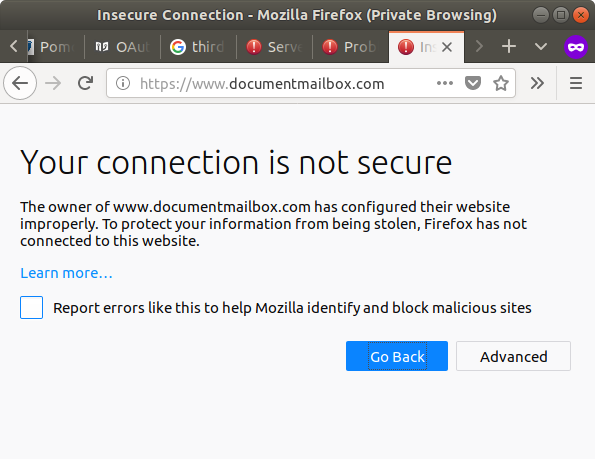 Insecure Connection - Mozilla Firefox (Private Browsing)
Pom OAu third Serv Prob Ins
https://www.documentmailbox.com
Your connection is not secure
The owner of www.documentmailbox.com has configured their website
improperly. To protect your information from being stolen, Firefox has not
connected to this website.
Learn more…
Report errors like this to help Mozilla identify and block malicious sites
Go Back Advanced